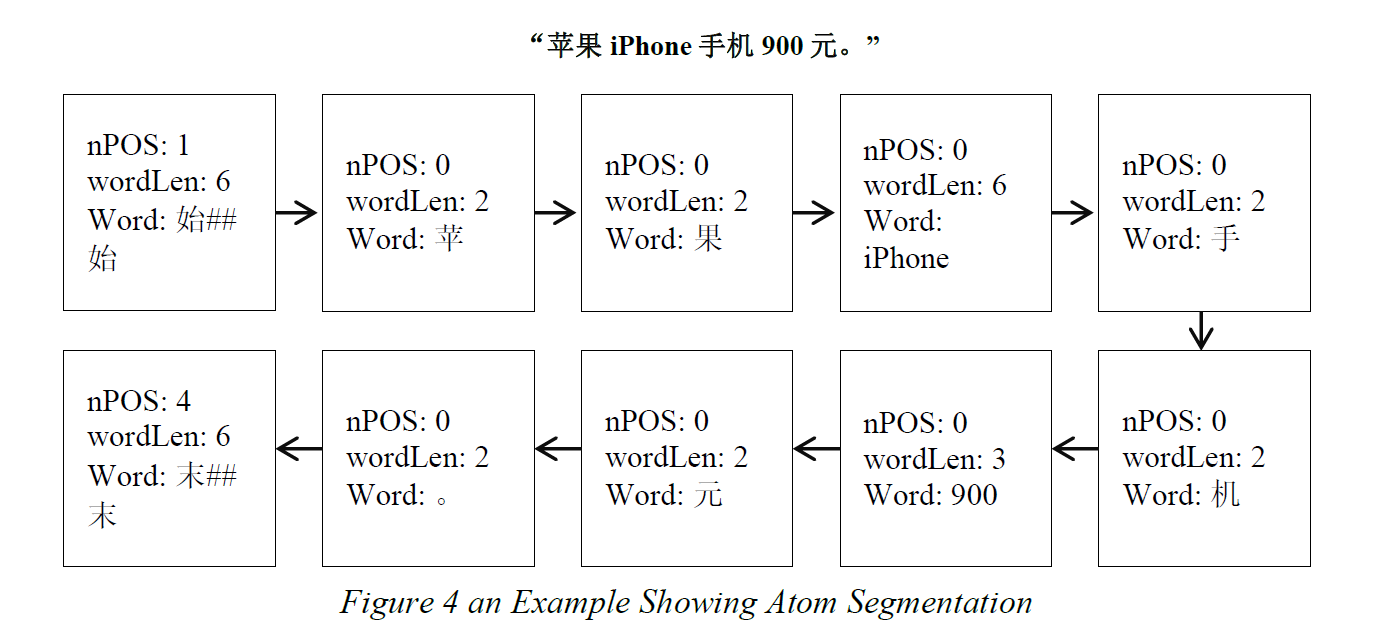 “苹果 iPhone 手机 900 元。”
nPOS: 1
wordLen: 6
Word: 始##
始
nPOS: 0
wordLen: 2
Word: 苹
nPOS: 0
wordLen: 2
Word: 果
nPOS: 0
wordLen: 6
Word:
iPhone
nPOS: 0
wordLen: 2
Word: 手
nPOS: 0
wordLen: 2
Word: 机
nPOS: 0
wordLen: 3
Word: 900
nPOS: 0
wordLen: 2
Word: 元
nPOS: 0
wordLen: 2
Word: 。
nPOS: 4
wordLen: 6
Word: 末##
末
Figure 4 an Example Showing Atom Segmentation